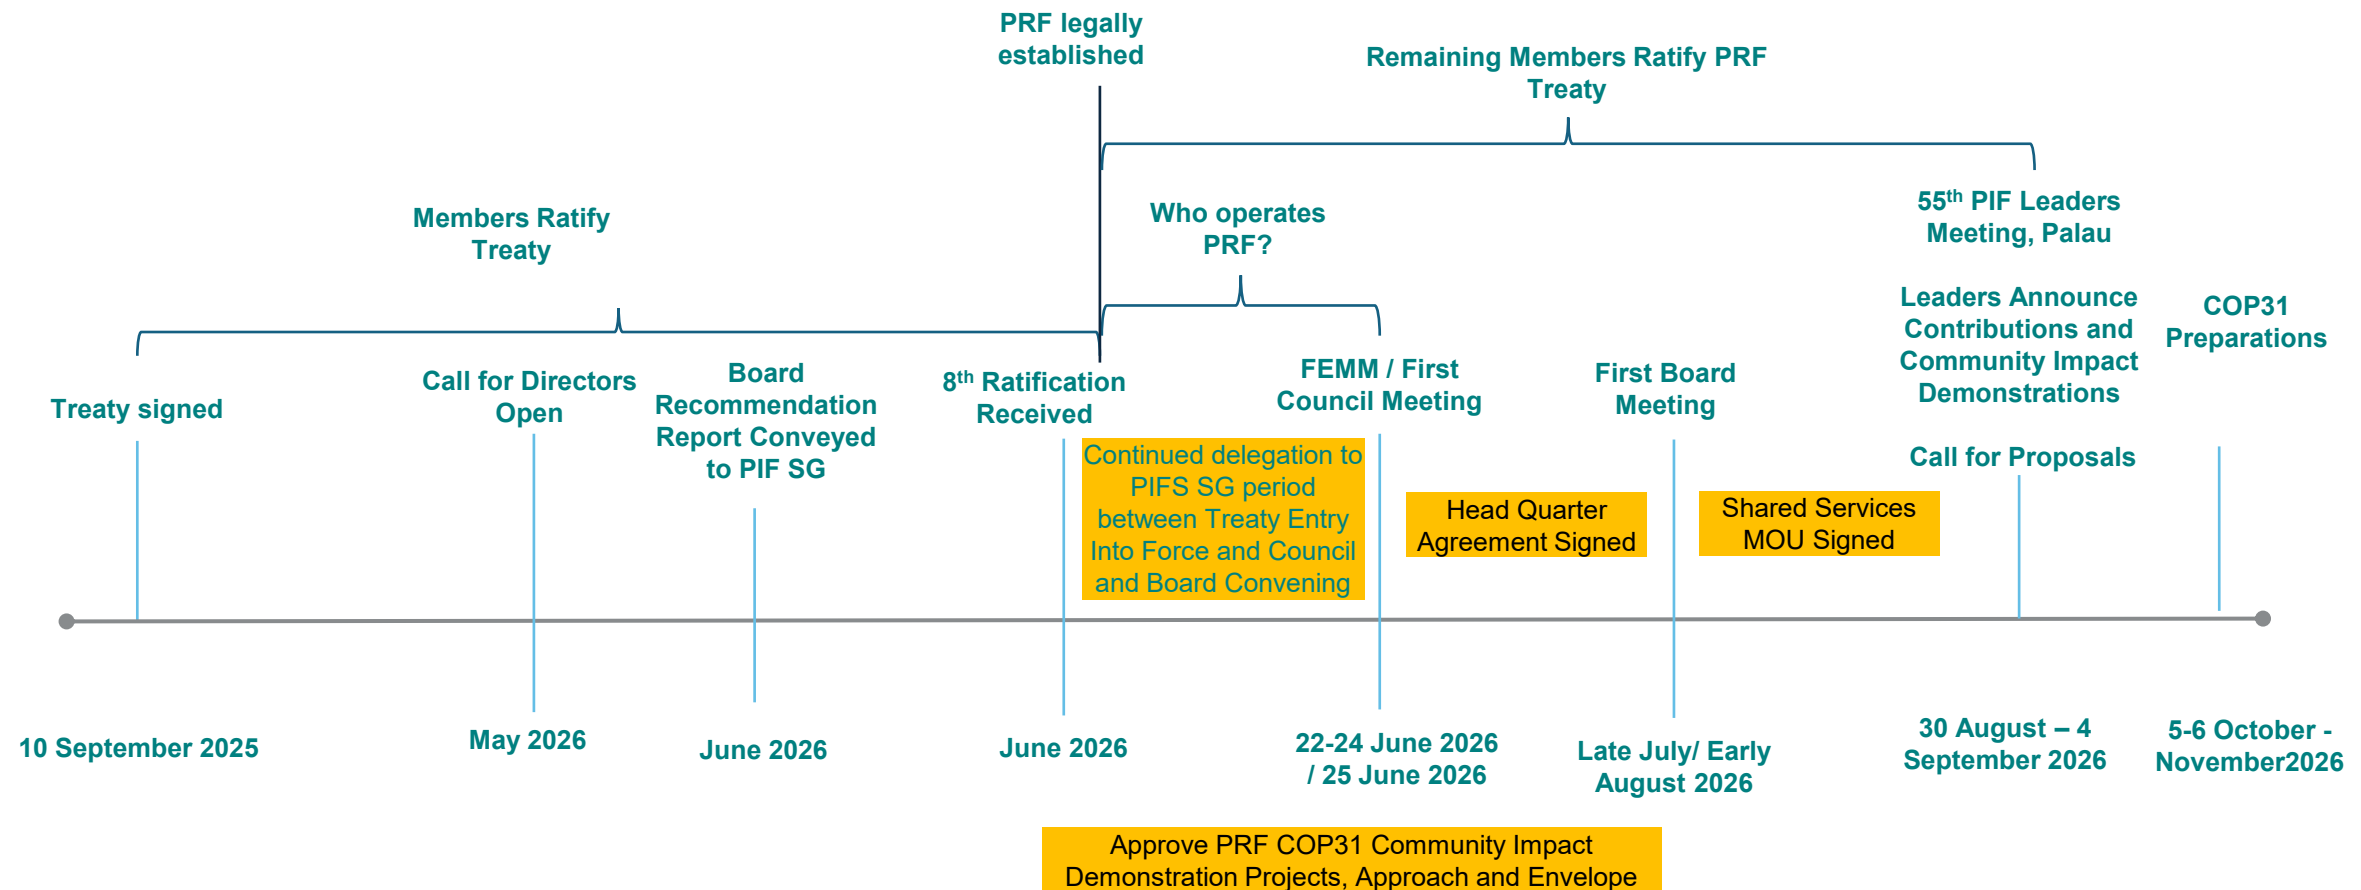 PRF legally
established
Remaining Members Ratify PRF
Treaty
Members Ratify
Treaty
Who operates
PRF?
55th PIF Leaders
Meeting, Palau
Leaders Announce
Contributions and
Community Impact
Demonstrations
Call for Proposals
COP31
Preparations
Treaty signed
Call for Directors
Open
Board
Recommendation
Report Conveyed
to PIF SG
8th Ratification
Received
FEMM / First
Council Meeting
First Board
Meeting
Continued delegation to
PIFS SG period
between Treaty Entry
Into Force and Council
and Board Convening
Head Quarter
Agreement Signed
Shared Services
MOU Signed
10 September 2025
May 2026
June 2026
June 2026
22-24 June 2026
/ 25 June 2026
Late July/ Early
August 2026
30 August – 4
September 2026
5-6 October -
November2026
Approve PRF COP31 Community Impact
Demonstration Projects, Approach and Envelope